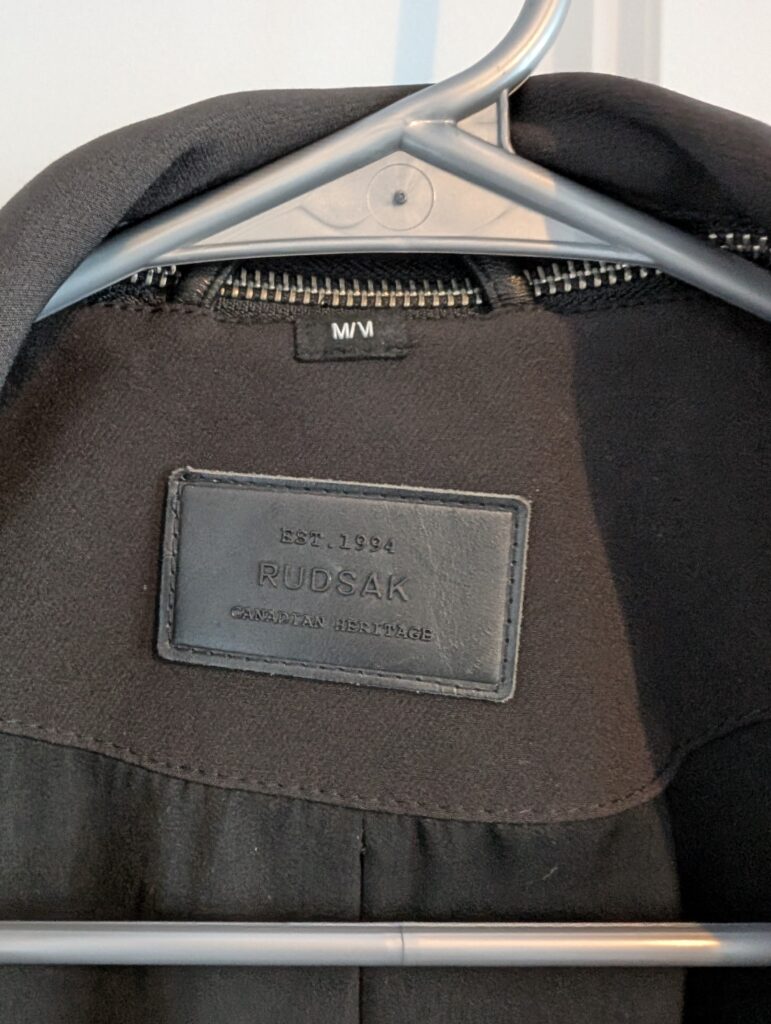 M/M
EST.1994
RUDSAK
CANADIAN HERITAGE